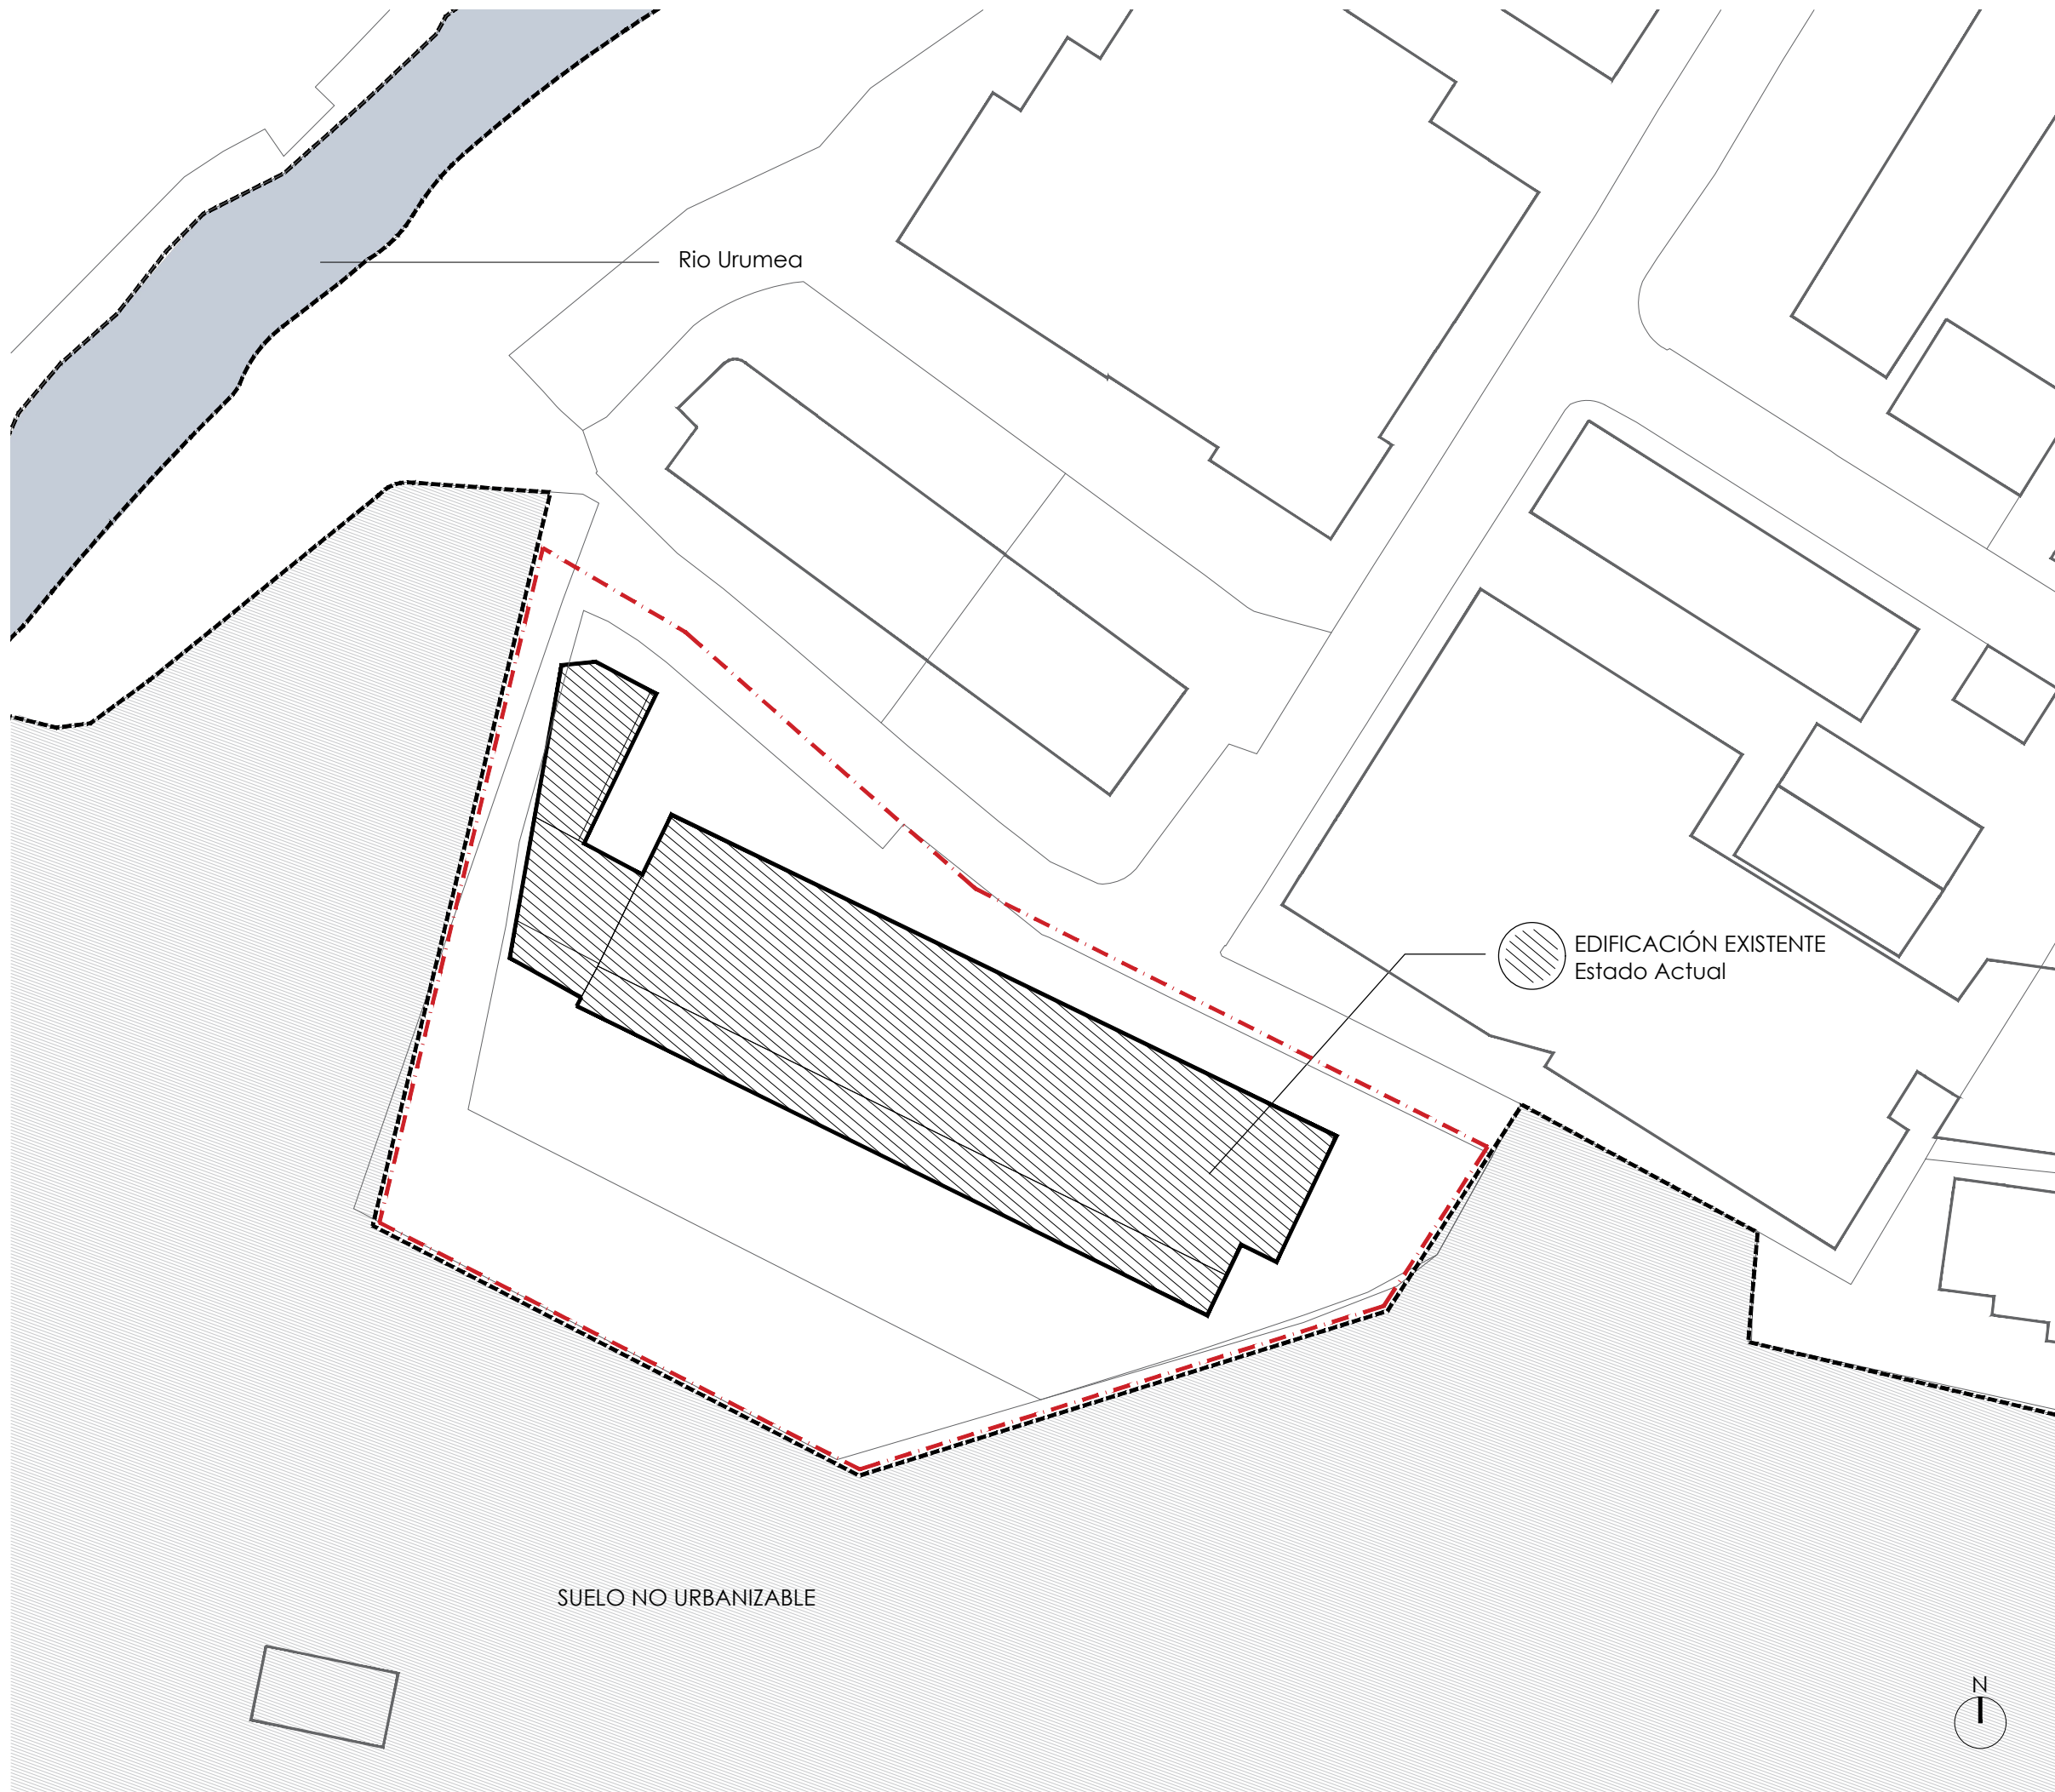 Rio Urumea
EDIFICACIÓN EXISTENTE
Estado Actual
SUELO NO URBANIZABLE
N